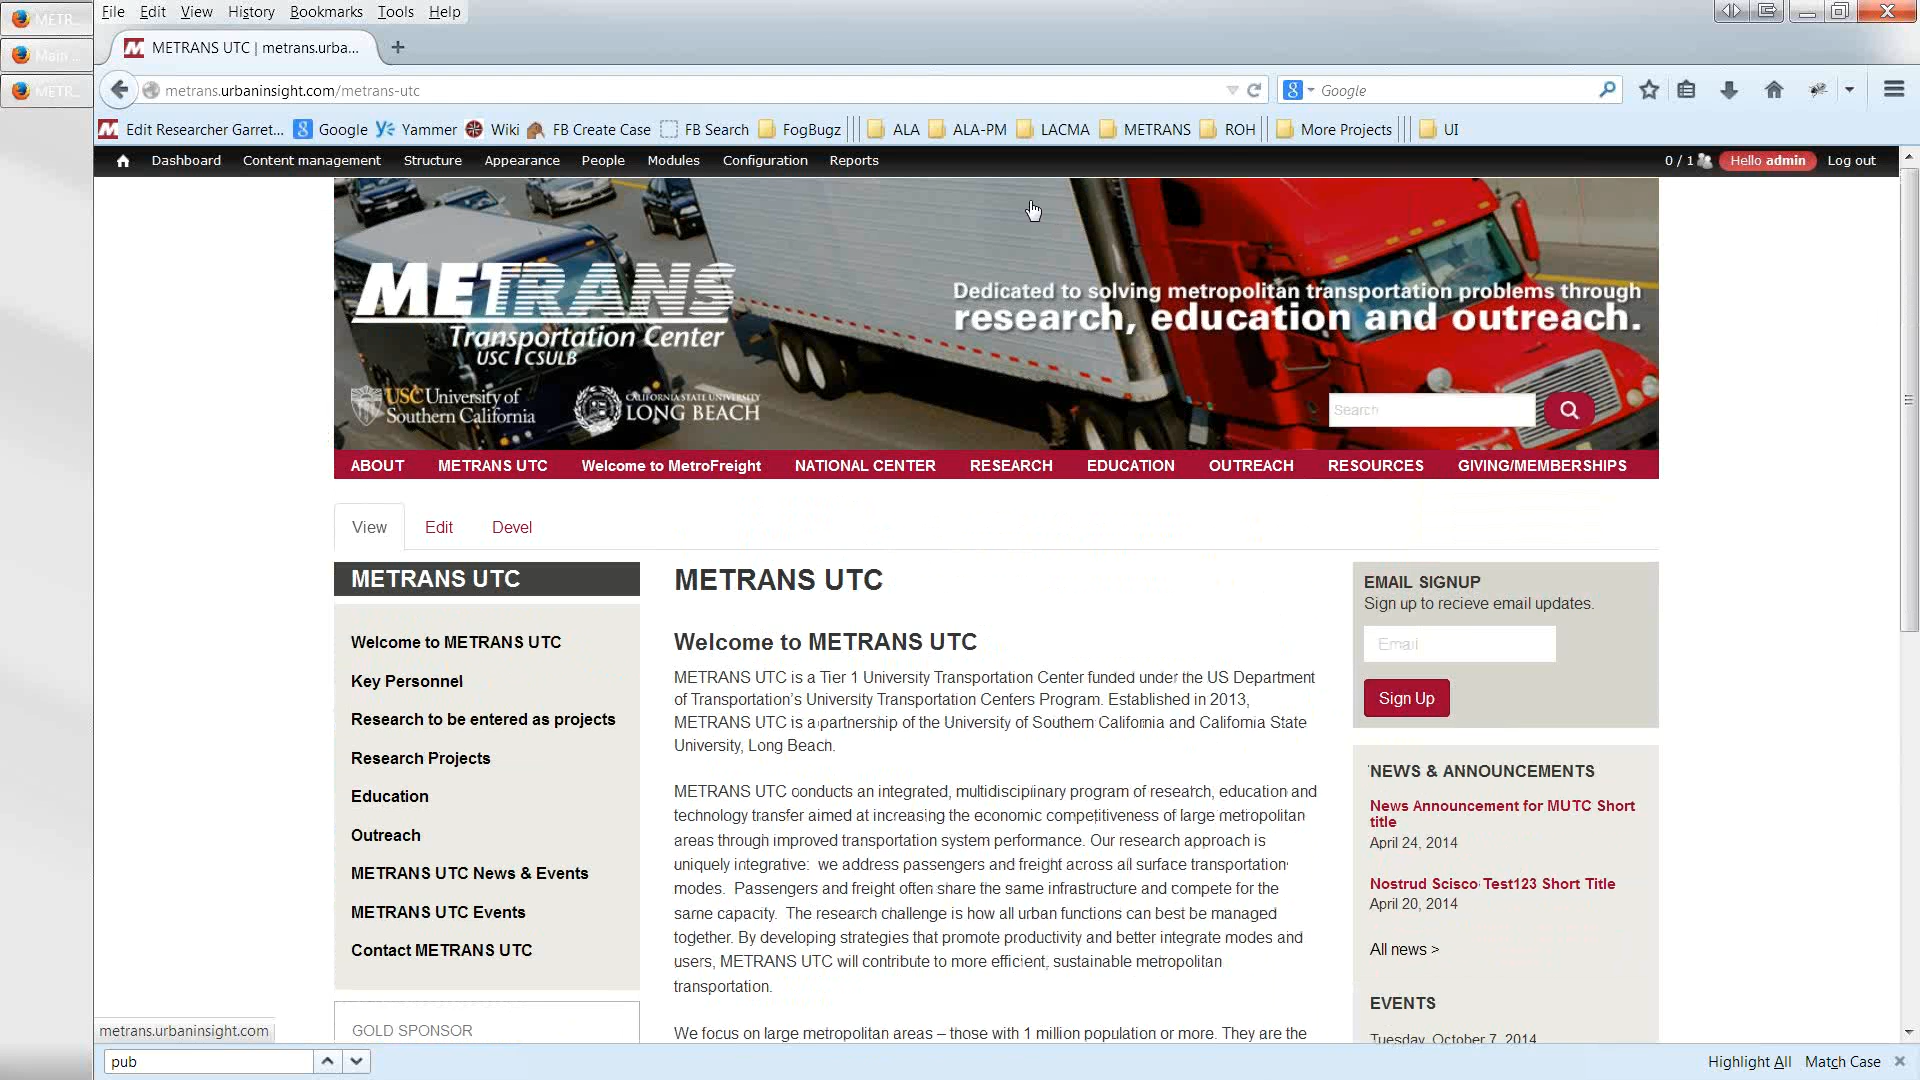 METR...
Main ...
METR...
File Edit View History Bookmarks Tools Help
METRANS UTC | metrans.urba...
metrans.urbaninsight.com/metrans-utc
Google
Edit Researcher Garret... Google Yammer Wiki FB Create Case FB Search FogBugz ALA ALA-PM LACMA METRANS ROH More Projects UI
Dashboard Content management Structure Appearance People Modules Configuration Reports 0 / 1 Hello admin Log out
METRANS
Transportation Center
USC | CSULB
USC University of
Southern California
CALIFORNIA STATE UNIVERSITY
LONG BEACH
Dedicated to solving metropolitan transportation problems through
research, education and outreach.
Search
ABOUT METRANS UTC Welcome to MetroFreight NATIONAL CENTER RESEARCH EDUCATION OUTREACH RESOURCES GIVING/MEMBERSHIPS
View Edit Devel
METRANS UTC
Welcome to METRANS UTC
Key Personnel
Research to be entered as projects
Research Projects
Education
Outreach
METRANS UTC News & Events
METRANS UTC Events
Contact METRANS UTC
GOLD SPONSOR
METRANS UTC
Welcome to METRANS UTC
METRANS UTC is a Tier 1 University Transportation Center funded under the US Department
of Transportation’s University Transportation Centers Program. Established in 2013,
METRANS UTC is a partnership of the University of Southern California and California State
University, Long Beach.
METRANS UTC conducts an integrated, multidisciplinary program of research, education and
technology transfer aimed at increasing the economic competitiveness of large metropolitan
areas through improved transportation system performance. Our research approach is
uniquely integrative: we address passengers and freight across all surface transportation
modes. Passengers and freight often share the same infrastructure and compete for the
same capacity. The research challenge is how all urban functions can best be managed
together. By developing strategies that promote productivity and better integrate modes and
users, METRANS UTC will contribute to more efficient, sustainable metropolitan
transportation.
We focus on large metropolitan areas – those with 1 million population or more. They are the
EMAIL SIGNUP
Sign up to recieve email updates.
Email
Sign Up
NEWS & ANNOUNCEMENTS
News Announcement for MUTC Short
title
April 24, 2014
Nostrud Scisco Test123 Short Title
April 20, 2014
All news >
EVENTS
Tuesday, October 7, 2014
metrans.urbaninsight.com
pub
Highlight All Match Case